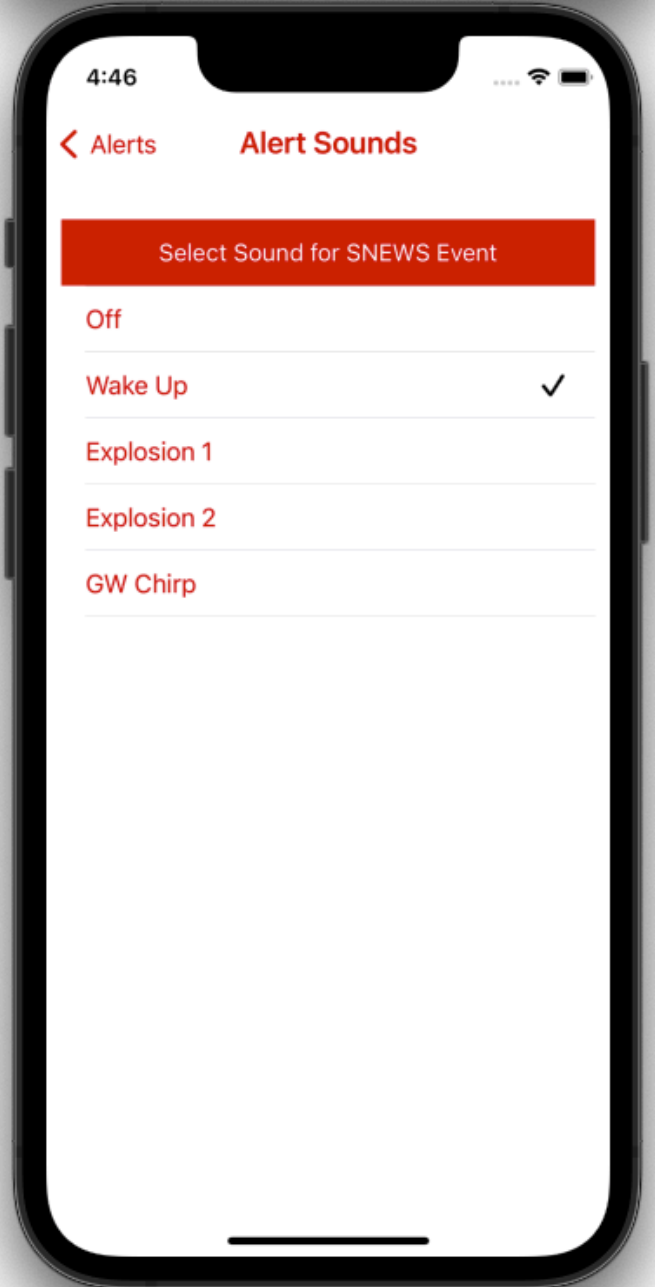 4:46
Alerts
Alert Sounds
Select Sound for SNEWS Event
Off
Wake Up
Explosion 1
Explosion 2
GW Chirp